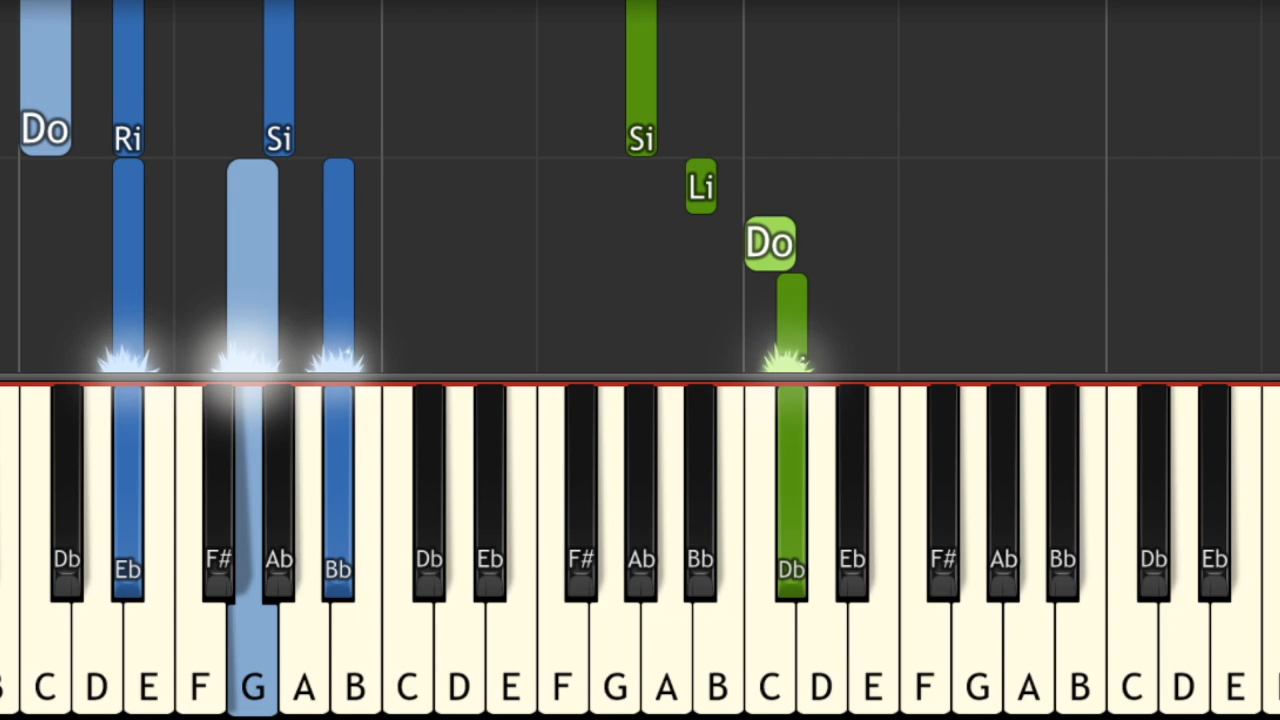 Do Ri Si Si
Li
Do
Db Eb F# Ab Bb Db Eb F# Ab Bb Db Eb F# Ab Bb Db Eb
C D E F G A B C D E F G A B C D E F G A B C D E